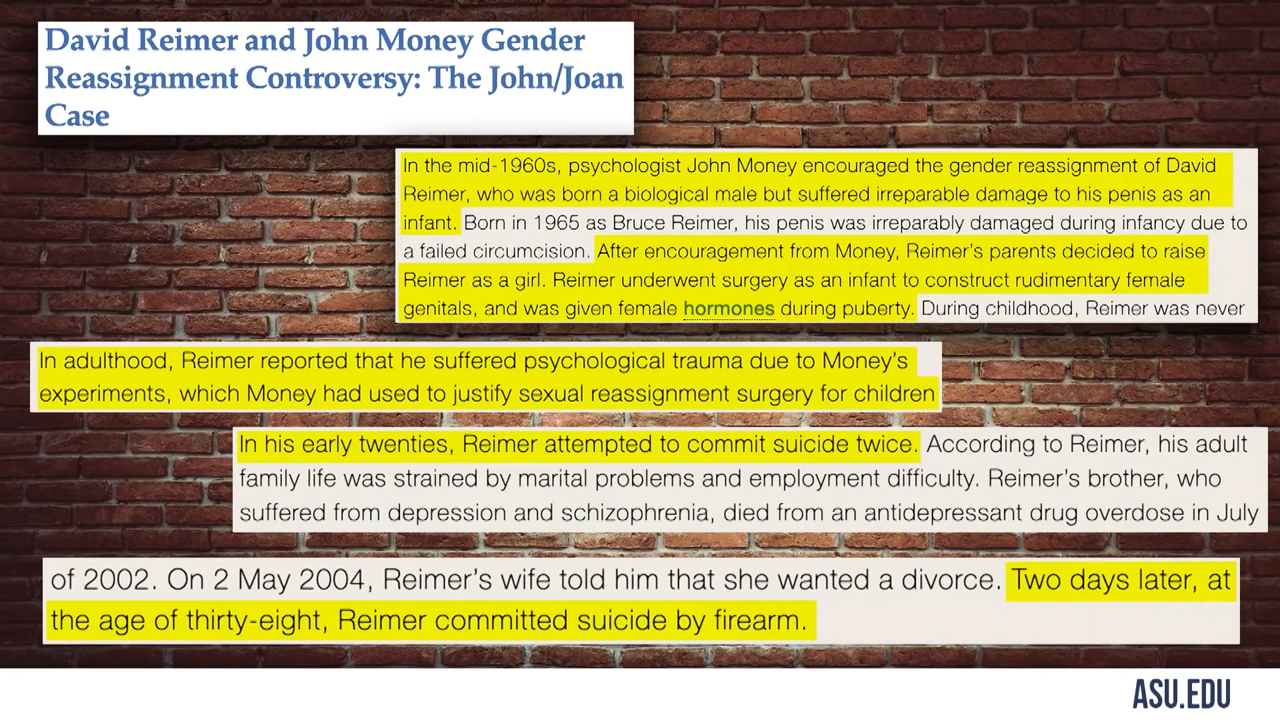 David Reimer and John Money Gender
Reassignment Controversy: The John/Joan
Case
In the mid-1960s, psychologist John Money encouraged the gender reassignment of David
Reimer, who was born a biological male but suffered irreparable damage to his penis as an
infant. Born in 1965 as Bruce Reimer, his penis was irreparably damaged during infancy due to
a failed circumcision. After encouragement from Money, Reimer’s parents decided to raise
Reimer as a girl. Reimer underwent surgery as an infant to construct rudimentary female
genitals, and was given female hormones during puberty. During childhood, Reimer was never
In adulthood, Reimer reported that he suffered psychological trauma due to Money’s
experiments, which Money had used to justify sexual reassignment surgery for children
In his early twenties, Reimer attempted to commit suicide twice. According to Reimer, his adult
family life was strained by marital problems and employment difficulty. Reimer’s brother, who
suffered from depression and schizophrenia, died from an antidepressant drug overdose in July
of 2002. On 2 May 2004, Reimer’s wife told him that she wanted a divorce. Two days later, at
the age of thirty-eight, Reimer committed suicide by firearm.
ASU.EDU